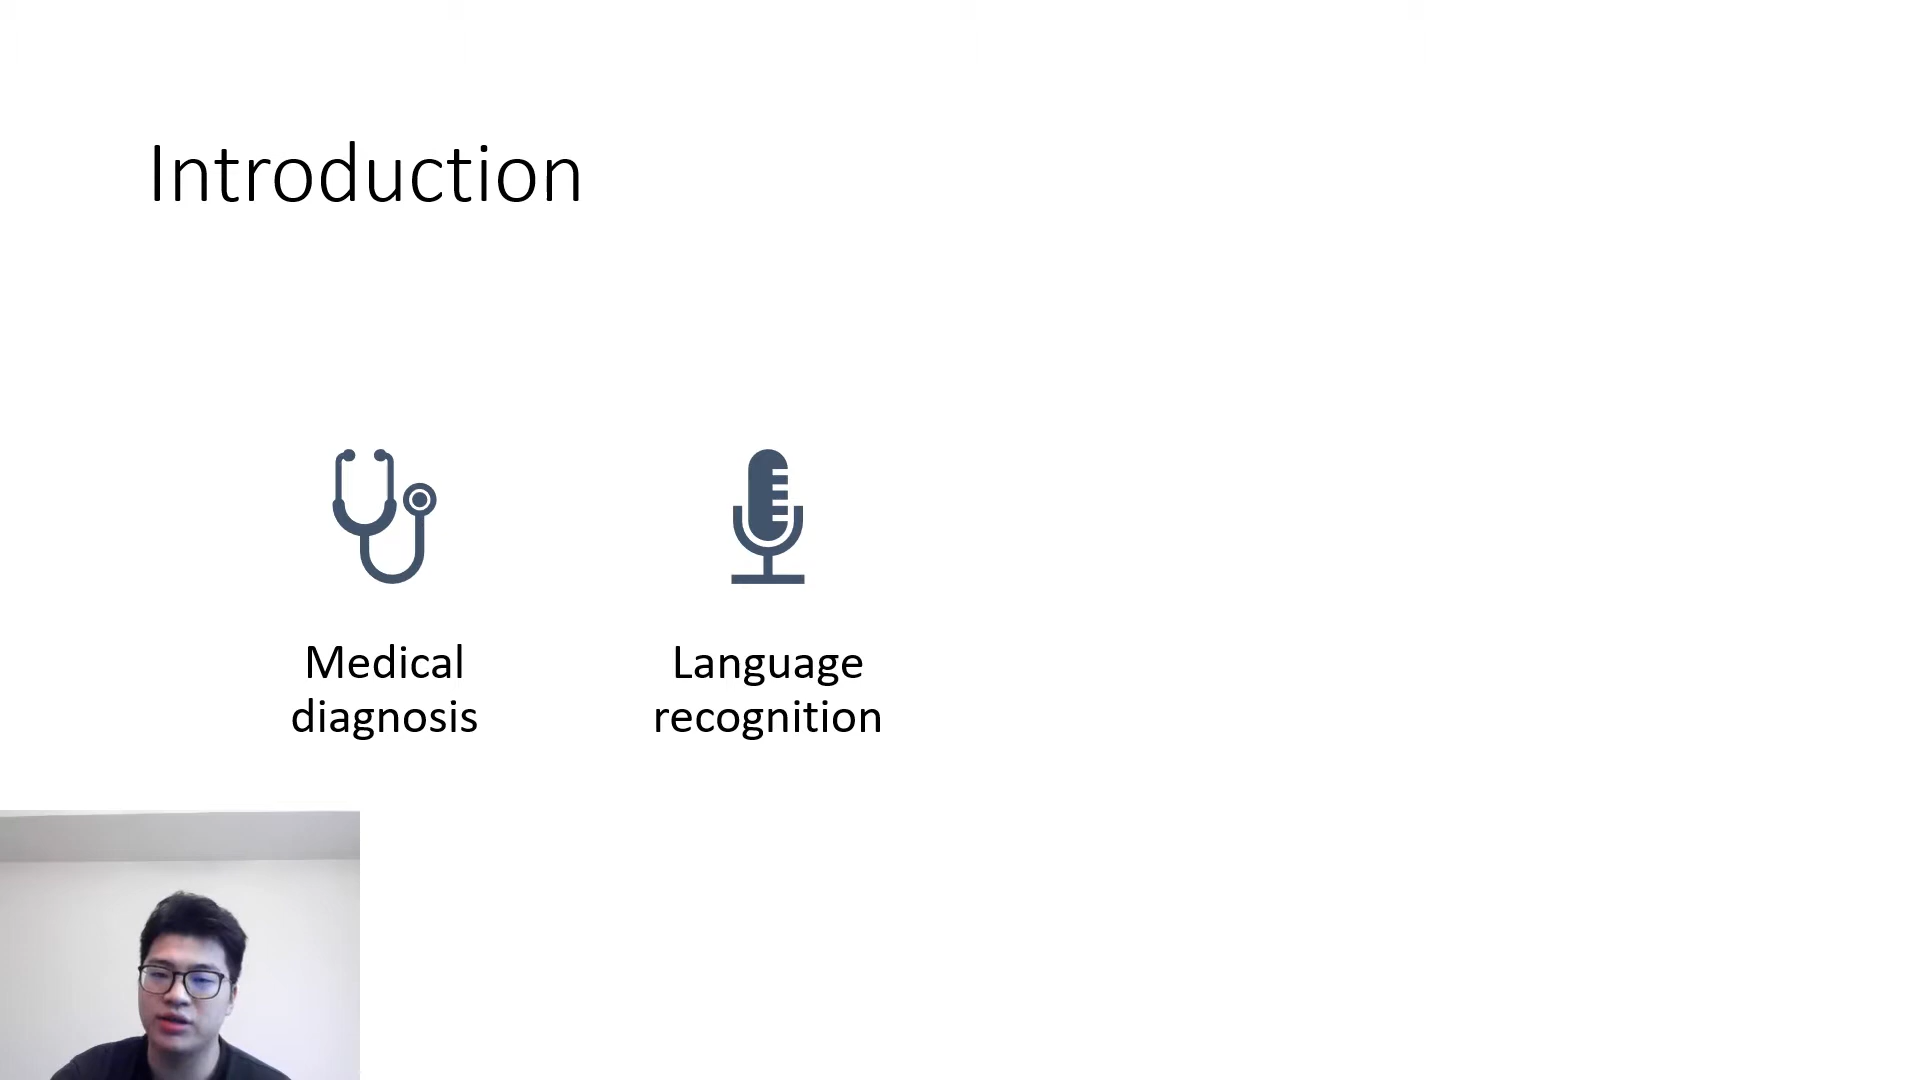 Introduction
Medical
diagnosis
Language
recognition